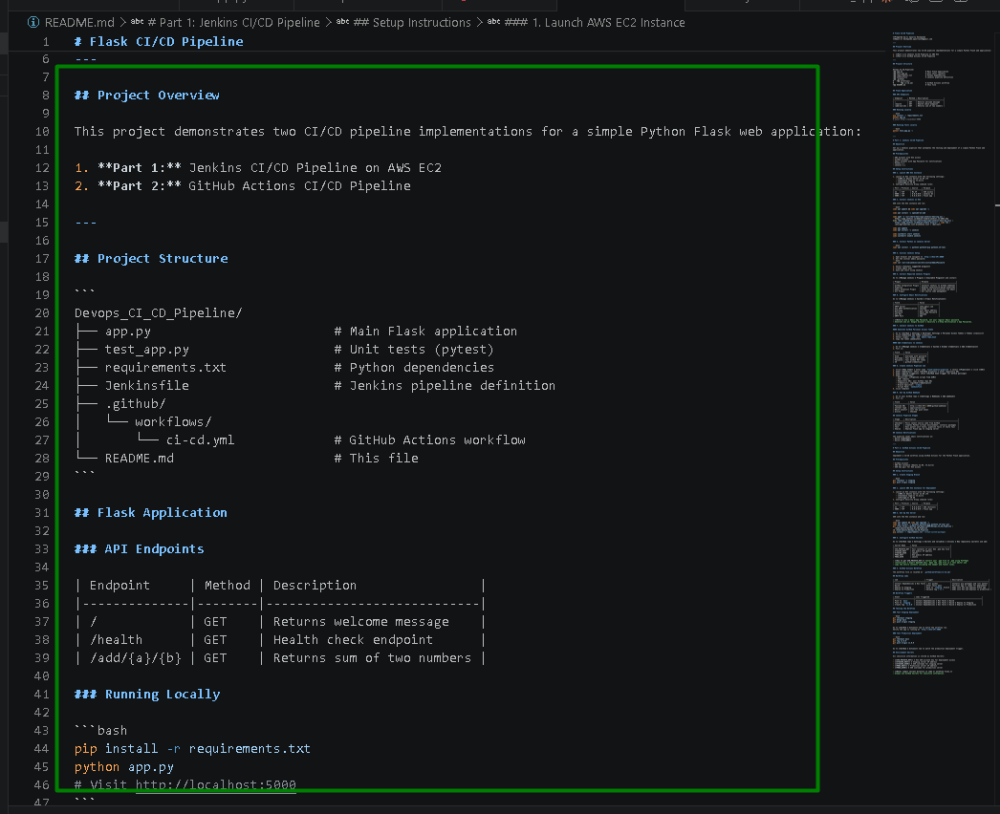 README.md > # Part 1: Jenkins CI/CD Pipeline > ## Setup Instructions > ### 1. Launch AWS EC2 Instance
1 # Flask CI/CD Pipeline
6 ---
7
8 ## Project Overview
9
10 This project demonstrates two CI/CD pipeline implementations for a simple Python Flask web application:
11
12 1. **Part 1:** Jenkins CI/CD Pipeline on AWS EC2
13 2. **Part 2:** GitHub Actions CI/CD Pipeline
14
15 ---
16
17 ## Project Structure
18
19 ```
20 Devops_CI_CD_Pipeline/
21 ├── app.py # Main Flask application
22 ├── test_app.py # Unit tests (pytest)
23 ├── requirements.txt # Python dependencies
24 ├── Jenkinsfile # Jenkins pipeline definition
25 ├── .github/
26 │   └── workflows/
27 │       └── ci-cd.yml # GitHub Actions workflow
28 └── README.md # This file
29 ```
30
31 ## Flask Application
32
33 ### API Endpoints
34
35 | Endpoint     | Method | Description                |
36 |--------------|--------|----------------------------|
37 | /            | GET    | Returns welcome message    |
38 | /health      | GET    | Health check endpoint      |
39 | /add/{a}/{b} | GET    | Returns sum of two numbers |
40
41 ### Running Locally
42
43 ```bash
44 pip install -r requirements.txt
45 python app.py
46 # Visit http://localhost:5000
47 ```